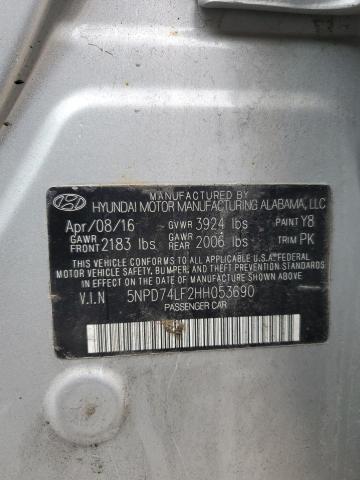 MANUFACTURED BY
HYUNDAI MOTOR MANUFACTURING ALABAMA, LLC
Apr/08/16 GVWR 3924 lbs PAINT Y8
GAWR FRONT 2183 lbs GAWR REAR 2006 lbs TRIM PK
THIS VEHICLE CONFORMS TO ALL APPLICABLE U.S.A. FEDERAL
MOTOR VEHICLE SAFETY, BUMPER, AND THEFT PREVENTION STANDARDS
IN EFFECT ON THE DATE OF MANUFACTURE SHOWN ABOVE.
V.I.N 5NPD74LF2HH053690
PASSENGER CAR